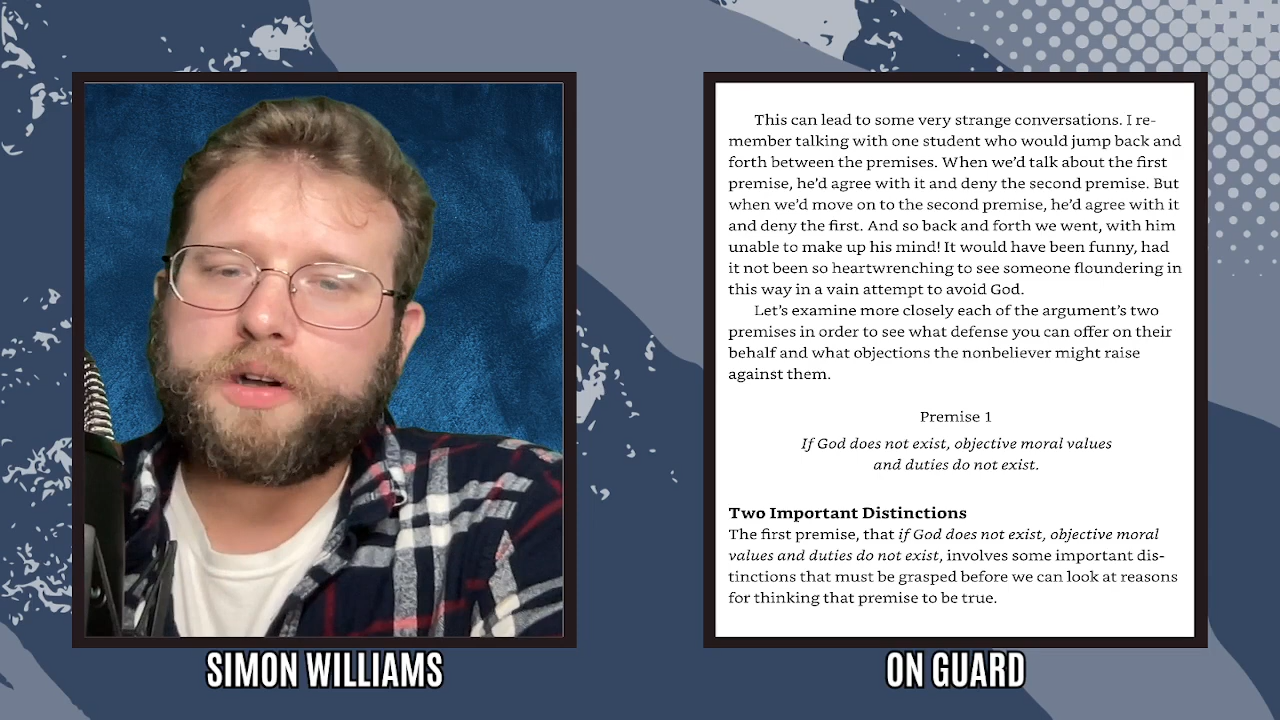 This can lead to some very strange conversations. I re-
member talking with one student who would jump back and
forth between the premises. When we'd talk about the first
premise, he'd agree with it and deny the second premise. But
when we'd move on to the second premise, he'd agree with it
and deny the first. And so back and forth we went, with him
unable to make up his mind! It would have been funny, had
it not been so heartwrenching to see someone floundering in
this way in a vain attempt to avoid God.
Let's examine more closely each of the argument's two
premises in order to see what defense you can offer on their
behalf and what objections the nonbeliever might raise
against them.
Premise 1
If God does not exist, objective moral values
and duties do not exist.
Two Important Distinctions
The first premise, that if God does not exist, objective moral
values and duties do not exist, involves some important dis-
tinctions that must be grasped before we can look at reasons
for thinking that premise to be true.
SIMON WILLIAMS
ON GUARD